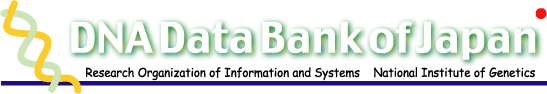 DNA Data Bank of Japan
Research Organization of Information and Systems National Institute of Genetics